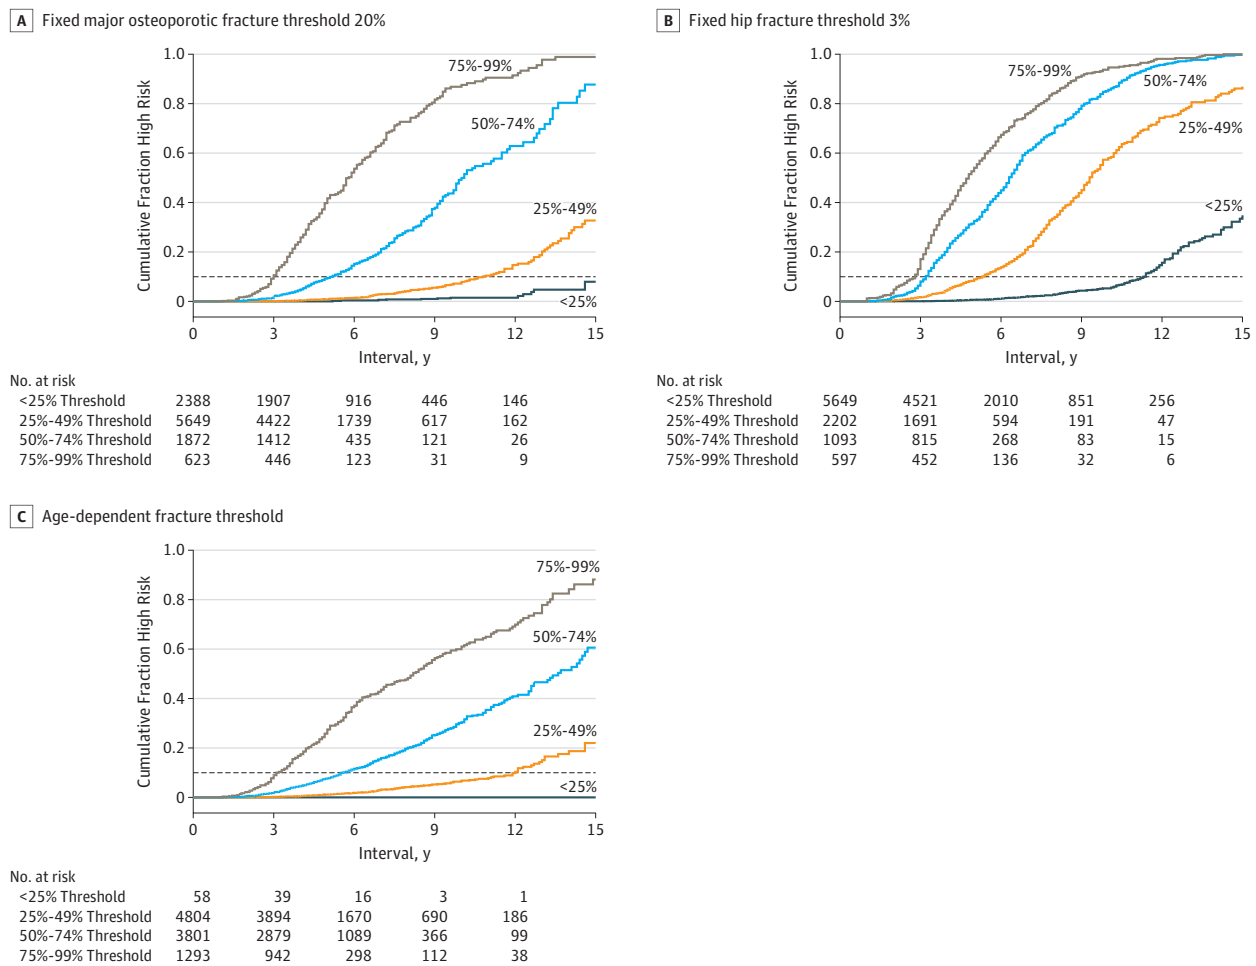 A Fixed major osteoporotic fracture threshold 20%
Cumulative Fraction High Risk
1.0
0.8
0.6
0.4
0.2
0
75%-99%
50%-74%
25%-49%
<25%
0 3 6 9 12 15
Interval, y
No. at risk
<25% Threshold 2388 1907 916 446 146
25%-49% Threshold 5649 4422 1739 617 162
50%-74% Threshold 1872 1412 435 121 26
75%-99% Threshold 623 446 123 31 9
B Fixed hip fracture threshold 3%
Cumulative Fraction High Risk
1.0
0.8
0.6
0.4
0.2
0
75%-99%
50%-74%
25%-49%
<25%
0 3 6 9 12 15
Interval, y
No. at risk
<25% Threshold 5649 4521 2010 851 256
25%-49% Threshold 2202 1691 594 191 47
50%-74% Threshold 1093 815 268 83 15
75%-99% Threshold 597 452 136 32 6
C Age-dependent fracture threshold
Cumulative Fraction High Risk
1.0
0.8
0.6
0.4
0.2
0
75%-99%
50%-74%
25%-49%
<25%
0 3 6 9 12 15
Interval, y
No. at risk
<25% Threshold 58 39 16 3 1
25%-49% Threshold 4804 3894 1670 690 186
50%-74% Threshold 3801 2879 1089 366 99
75%-99% Threshold 1293 942 298 112 38